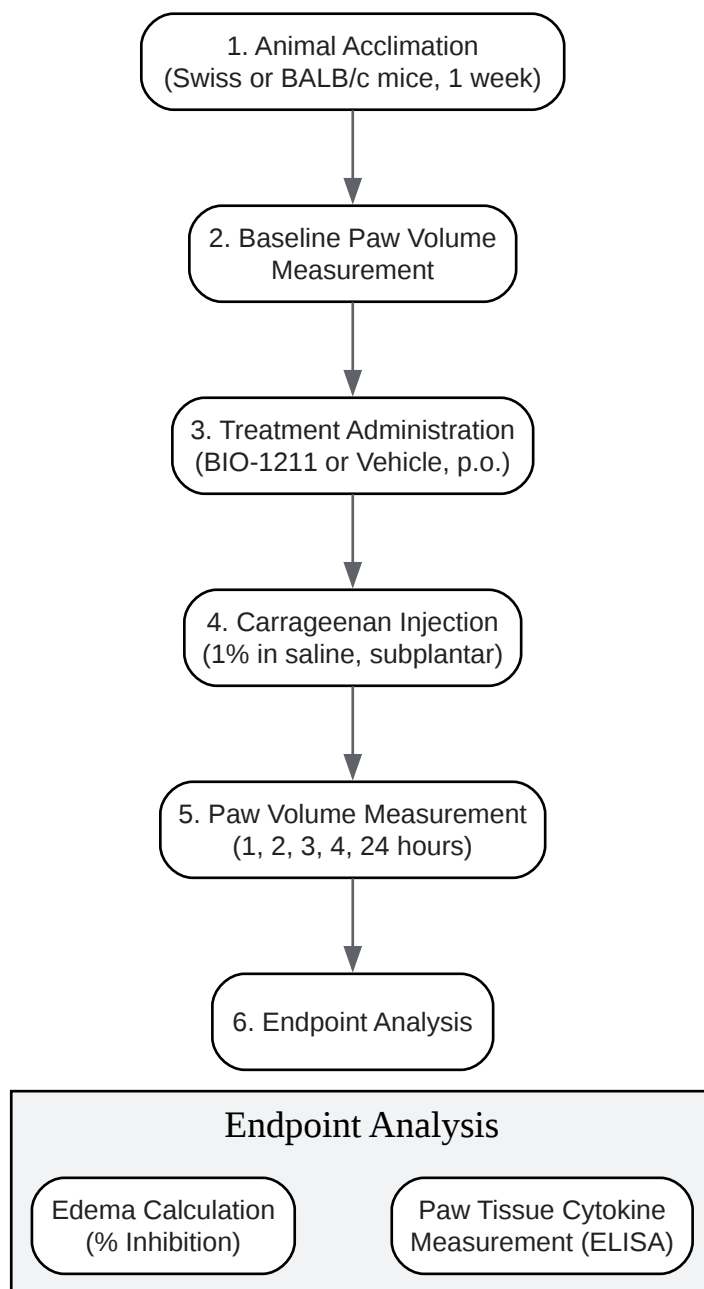 1. Animal Acclimation
(Swiss or BALB/c mice, 1 week)
2. Baseline Paw Volume
Measurement
3. Treatment Administration
(BIO-1211 or Vehicle, p.o.)
4. Carrageenan Injection
(1% in saline, subplantar)
5. Paw Volume Measurement
(1, 2, 3, 4, 24 hours)
6. Endpoint Analysis
Endpoint Analysis
Edema Calculation
(% Inhibition)
Paw Tissue Cytokine
Measurement (ELISA)